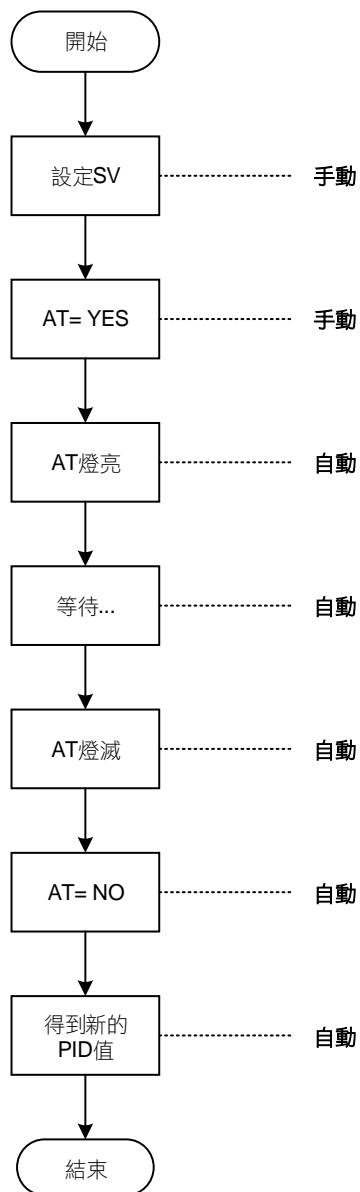 開始
設定SV 手動
AT= YES 手動
AT燈亮 自動
等待... 自動
AT燈滅 自動
AT= NO 自動
得到新的
PID值 自動
結束